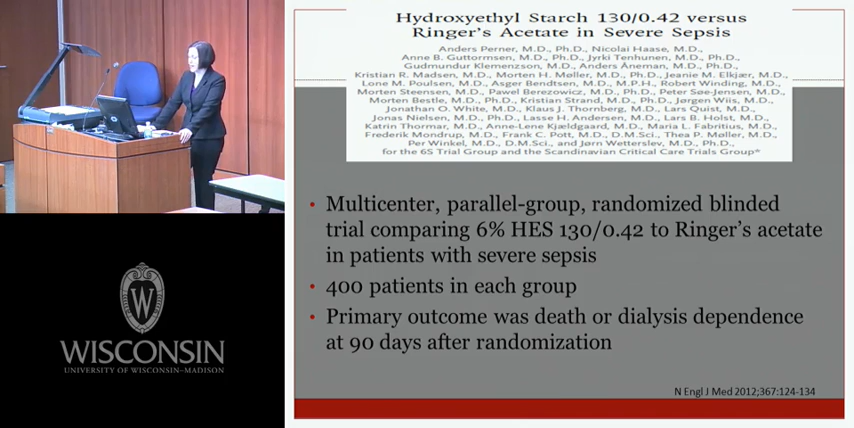 Hydroxyethyl Starch 130/0.42 versus
Ringer's Acetate in Severe Sepsis
Anders Perner, M.D., Ph.D., Nicolai Haase, M.D.,
Anne B. Guttormsen, M.D., Ph.D., Jyrki Tenhunen, M.D., Ph.D.,
Gudmundur Klemenzson, M.D., Anders Åneman, M.D., Ph.D.,
Kristian R. Madsen, M.D., Morten H. Møller, M.D., Ph.D., Jeanie M. Elkjær, M.D.,
Lone M. Poulsen, M.D., Asger Bendtsen, M.D., M.P.H., Robert Winding, M.D.,
Morten Steensen, M.D., Pawel Berezowicz, M.D., Ph.D., Peter Søe-Jensen, M.D.,
Morten Bestle, M.D., Ph.D., Kristian Strand, M.D., Ph.D., Jørgen Wiis, M.D.,
Jonathan O. White, M.D., Klaus J. Thornberg, M.D., Lars Quist, M.D.,
Jonas Nielsen, M.D., Ph.D., Lasse H. Andersen, M.D., Lars B. Holst, M.D.,
Katrin Thormar, M.D., Anne-Lene Kjældgaard, M.D., Maria L. Fabritius, M.D.,
Frederik Mondrup, M.D., Frank C. Pott, M.D., D.M.Sci., Thea P. Møller, M.D.,
Per Winkel, M.D., D.M.Sci., and Jørn Wetterslev, M.D., Ph.D.,
for the 6S Trial Group and the Scandinavian Critical Care Trials Group*
• Multicenter, parallel-group, randomized blinded
trial comparing 6% HES 130/0.42 to Ringer's acetate
in patients with severe sepsis
• 400 patients in each group
• Primary outcome was death or dialysis dependence
at 90 days after randomization
N Engl J Med 2012;367:124-134
W
WISCONSIN
UNIVERSITY OF WISCONSIN–MADISON